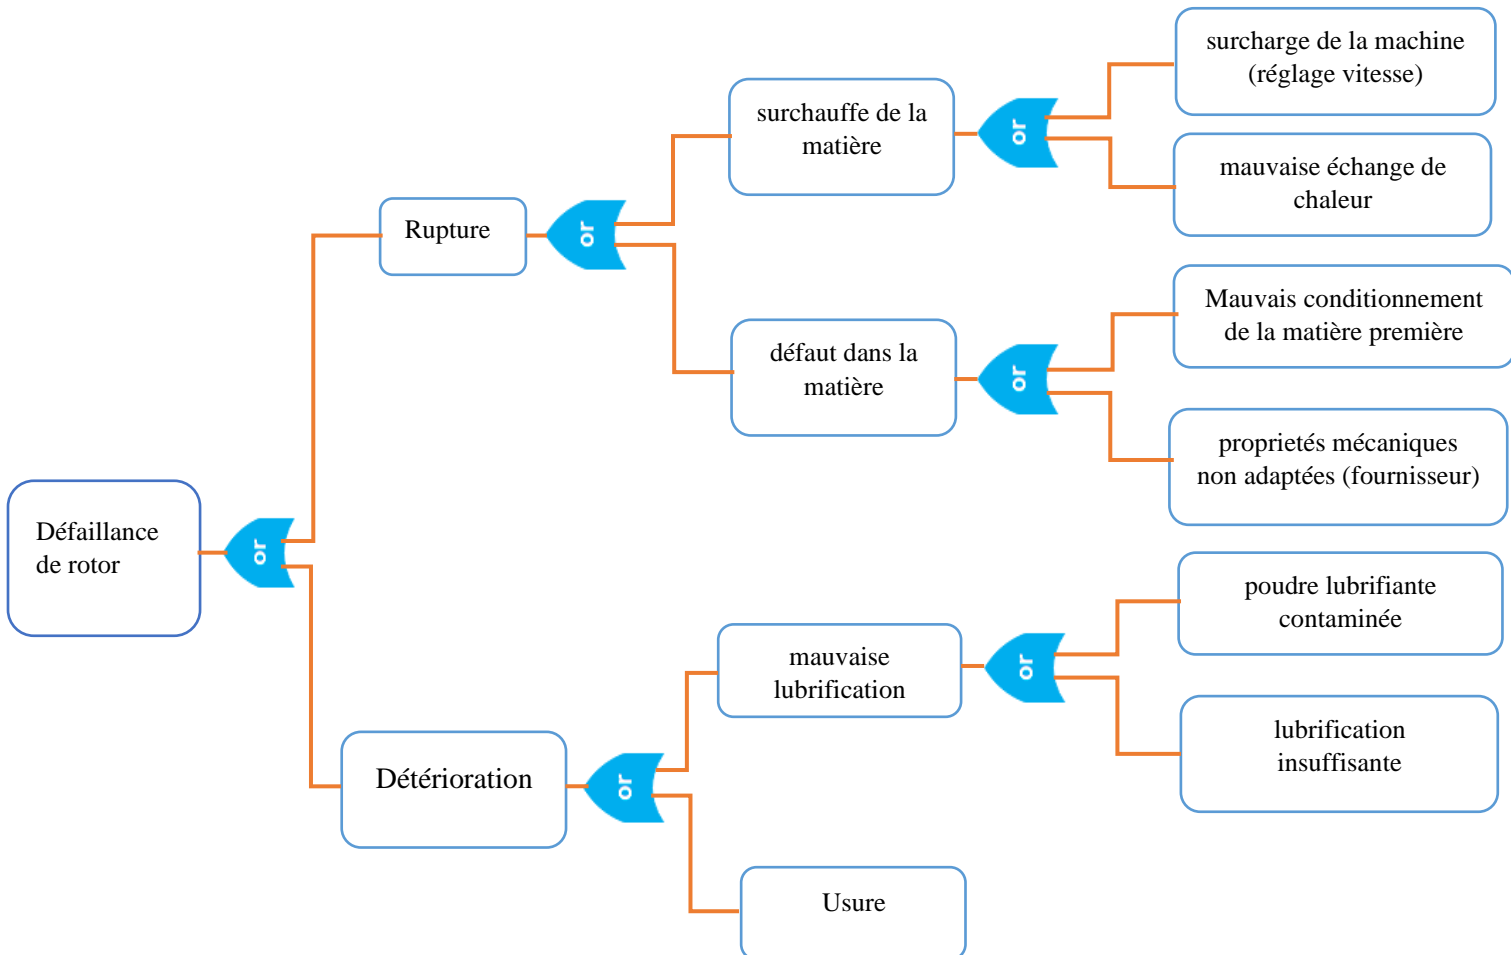 surcharge de la machine
(réglage vitesse)
surchauffe de la
matière
or
mauvaise échange de
chaleur
Rupture
or
Mauvais conditionnement
de la matière première
défaut dans la
matière
or
proprietés mécaniques
non adaptées (fournisseur)
Défaillance
de rotor
or
poudre lubrifiante
contaminée
mauvaise
lubrification
or
lubrification
insuffisante
Détérioration
or
Usure